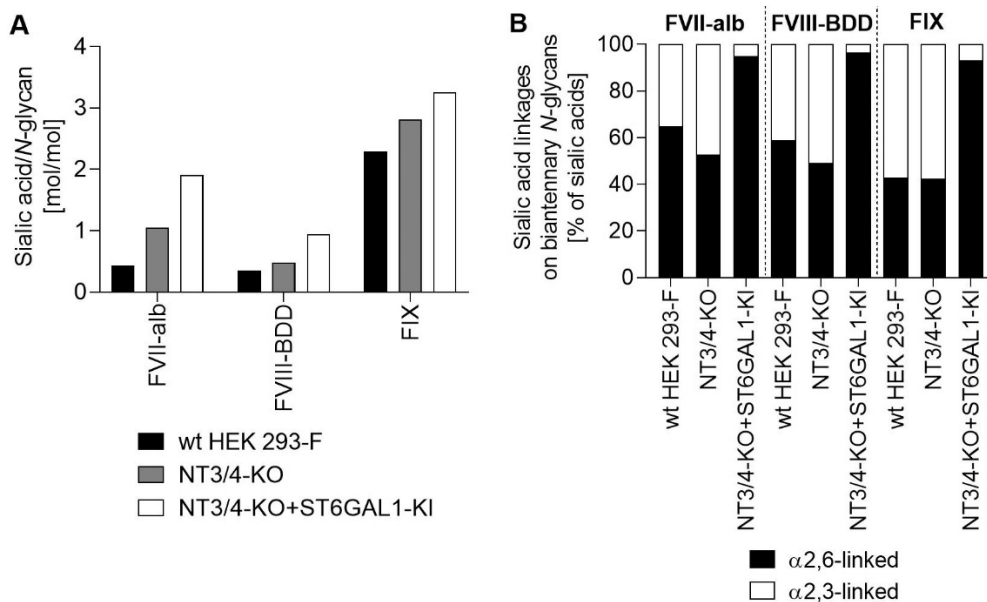 A
Sialic acid/N-glycan
[mol/mol]
4
3
2
1
0
FVII-alb
FVIII-BDD
FIX
wt HEK 293-F
NT3/4-KO
NT3/4-KO+ST6GAL1-KI
B
FVII-alb
FVIII-BDD
FIX
Sialic acid linkages
on biantennary N-glycans
[% of sialic acids]
100
80
60
40
20
0
wt HEK 293-F
NT3/4-KO
NT3/4-KO+ST6GAL1-KI
wt HEK 293-F
NT3/4-KO
NT3/4-KO+ST6GAL1-KI
wt HEK 293-F
NT3/4-KO
NT3/4-KO+ST6GAL1-KI
α2,6-linked
α2,3-linked